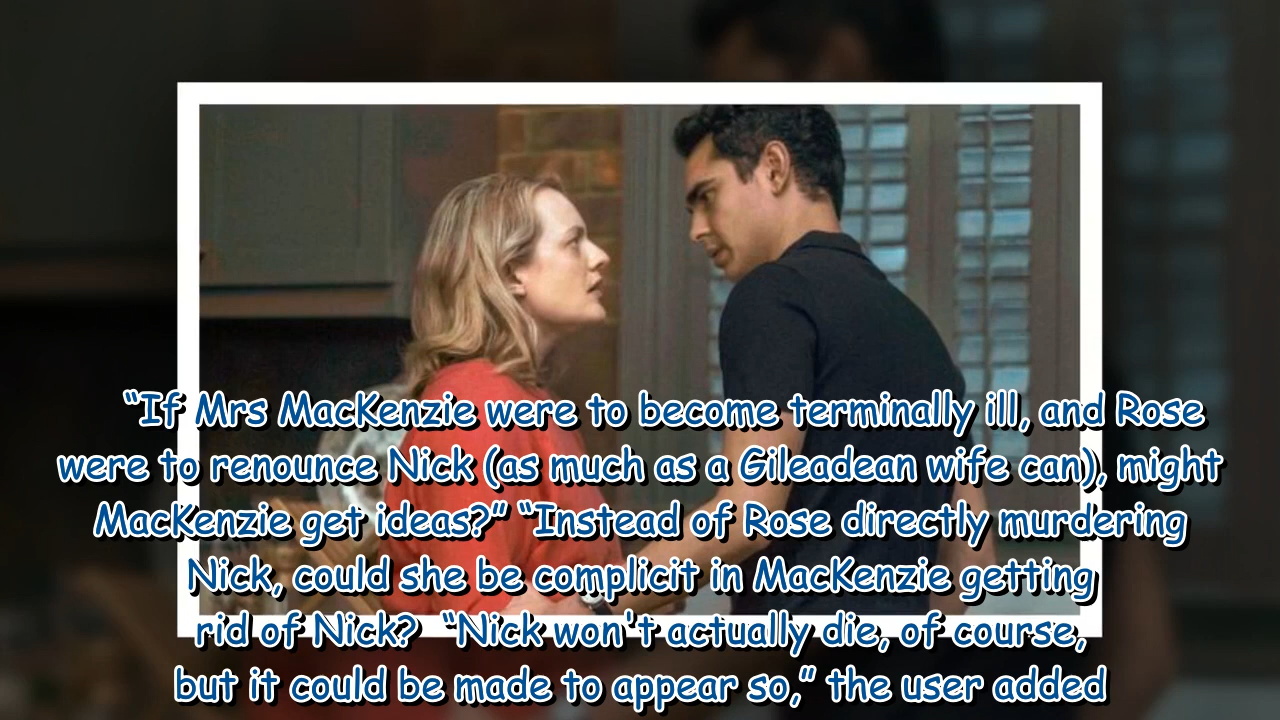 “If Mrs MacKenzie were to become terminally ill, and Rose
were to renounce Nick (as much as a Gileadean wife can), might
MacKenzie get ideas?” “Instead of Rose directly murdering
Nick, could she be complicit in MacKenzie getting
rid of Nick?  “Nick won't actually die, of course,
but it could be made to appear so,” the user added